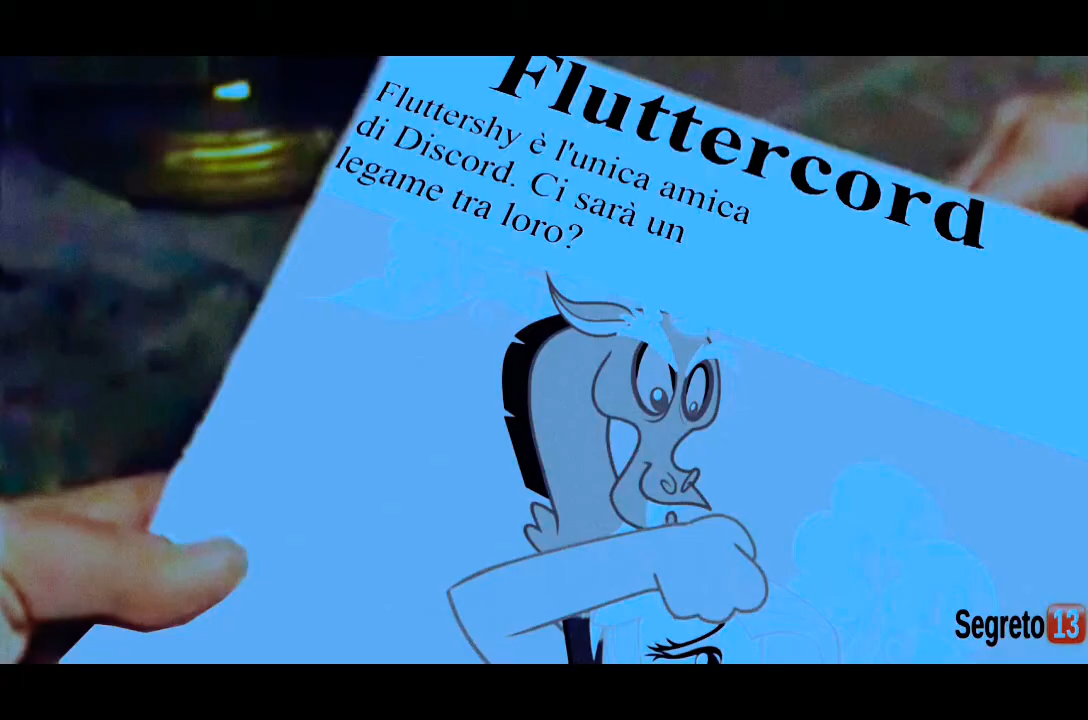 Fluttercord
Fluttershy è l'unica amica
di Discord. Ci sarà un
legame tra loro?
Segreto 13